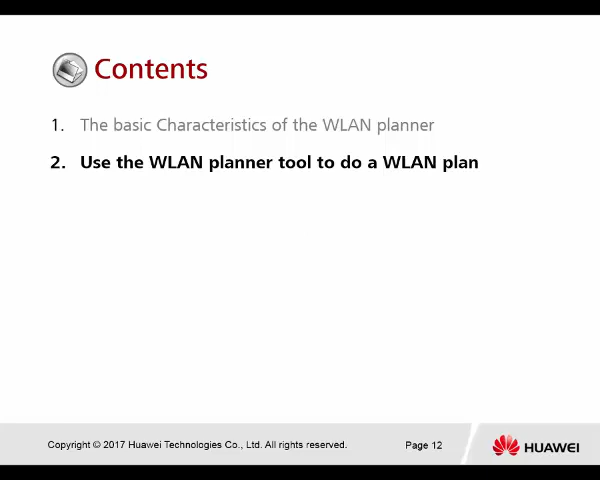 Contents
1. The basic Characteristics of the WLAN planner
2. Use the WLAN planner tool to do a WLAN plan
Copyright © 2017 Huawei Technologies Co., Ltd. All rights reserved.
Page 12
HUAWEI